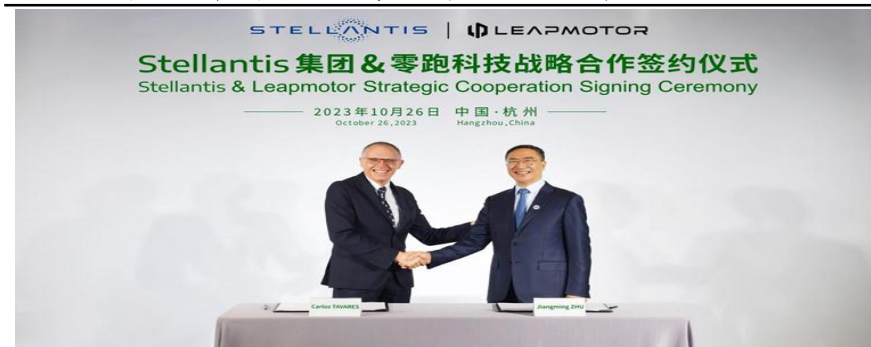 STELLANTIS | LEAPMOTOR
Stellantis 集团 & 零跑科技战略合作签约仪式
Stellantis & Leapmotor Strategic Cooperation Signing Ceremony
2023年10月26日 中国·杭州
October 26,2023 Hangzhou,China
Carlos TAVARES
Jiangming ZHU